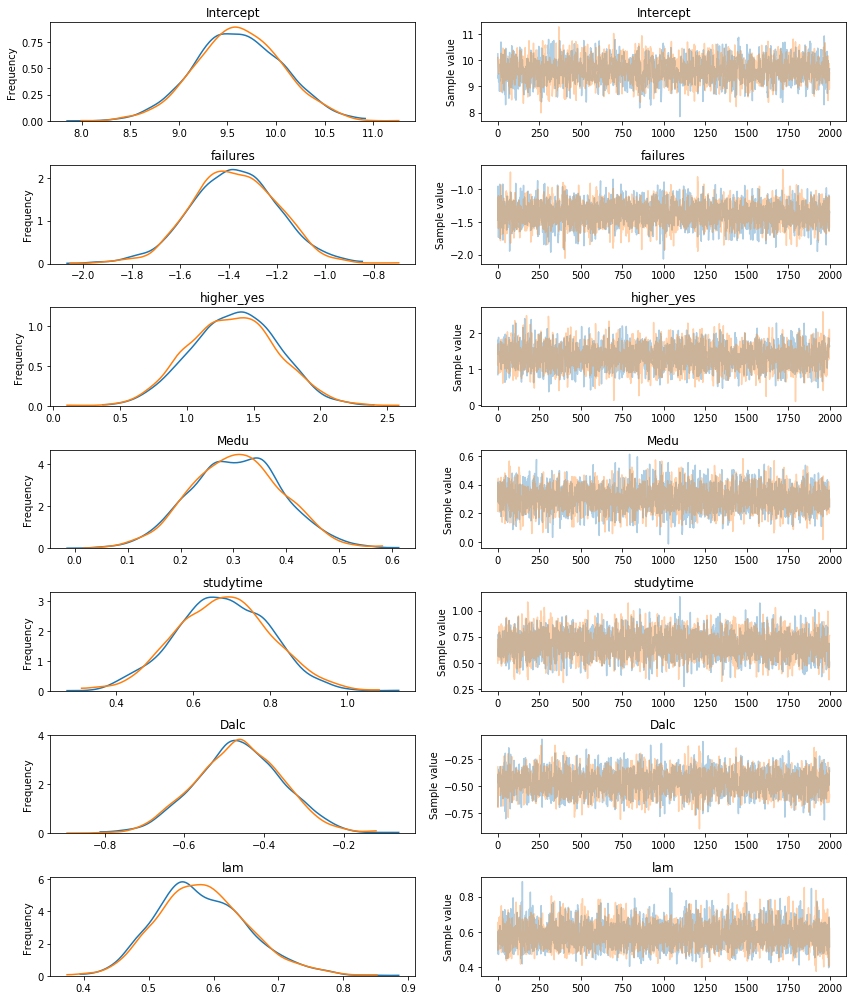 Intercept
Frequency
0.75
0.50
0.25
0.00
8.0 8.5 9.0 9.5 10.0 10.5 11.0
Intercept
Sample value
11
10
9
8
0 250 500 750 1000 1250 1500 1750 2000
failures
Frequency
2
1
0
−2.0 −1.8 −1.6 −1.4 −1.2 −1.0 −0.8
failures
Sample value
−1.0
−1.5
−2.0
0 250 500 750 1000 1250 1500 1750 2000
higher_yes
Frequency
1.0
0.5
0.0
0.0 0.5 1.0 1.5 2.0 2.5
higher_yes
Sample value
2
1
0
0 250 500 750 1000 1250 1500 1750 2000
Medu
Frequency
4
2
0
0.0 0.1 0.2 0.3 0.4 0.5 0.6
Medu
Sample value
0.6
0.4
0.2
0.0
0 250 500 750 1000 1250 1500 1750 2000
studytime
Frequency
3
2
1
0
0.4 0.6 0.8 1.0
studytime
Sample value
1.00
0.75
0.50
0.25
0 250 500 750 1000 1250 1500 1750 2000
Dalc
Frequency
4
2
0
−0.8 −0.6 −0.4 −0.2
Dalc
Sample value
−0.25
−0.50
−0.75
0 250 500 750 1000 1250 1500 1750 2000
lam
Frequency
6
4
2
0
0.4 0.5 0.6 0.7 0.8 0.9
lam
Sample value
0.8
0.6
0.4
0 250 500 750 1000 1250 1500 1750 2000